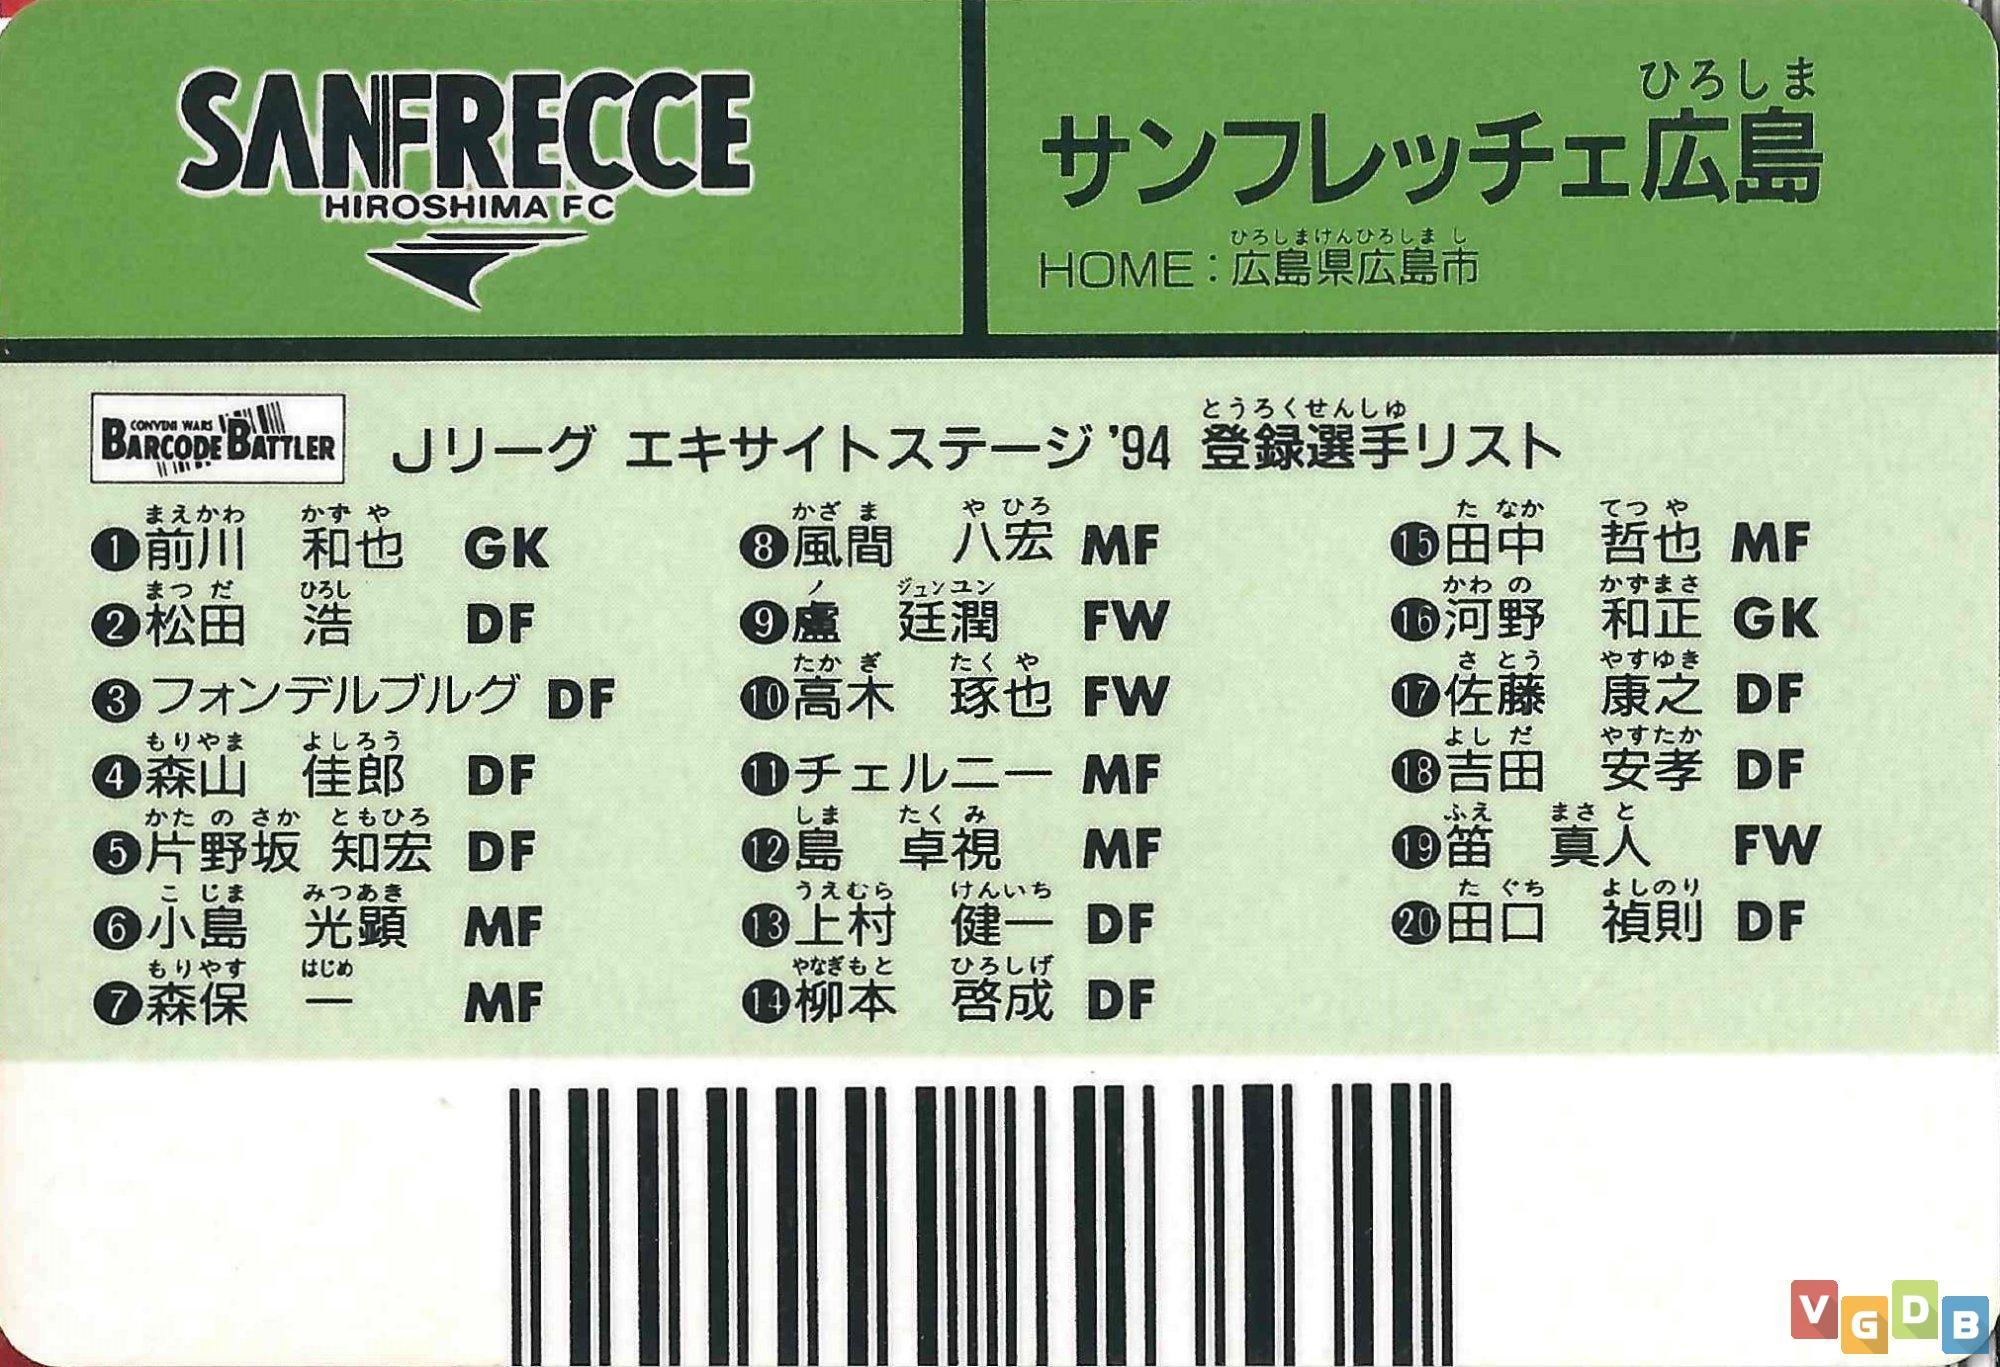 SANFRECCE
HIROSHIMA FC
ひろしま
サンフレッチェ広島
ひろしまけんひろしまし
HOME：広島県広島市
CONVENI WARS
BARCODE BATTLER
とうろくせんしゅ
Jリーグ エキサイトステージ'94 登録選手リスト
まえかわ かずや
❶前川 和也 GK
まつだ ひろし
❷松田 浩 DF
❸フォンデルブルグ DF
もりやま よしろう
❹森山 佳郎 DF
かたのさか ともひろ
❺片野坂 知宏 DF
こじま みつあき
❻小島 光顕 MF
もりやす はじめ
❼森保 一 MF
かざま やひろ
❽風間 八宏 MF
ノ ジュンユン
❾盧 廷潤 FW
たかぎ たくや
❿高木 琢也 FW
⓫チェルニー MF
しま たくみ
⓬島 卓視 MF
うえむら けんいち
⓭上村 健一 DF
やなぎもと ひろしげ
⓮柳本 啓成 DF
たなか てつや
⓯田中 哲也 MF
かわの かずまさ
⓰河野 和正 GK
さとう やすゆき
⓱佐藤 康之 DF
よしだ やすたか
⓲吉田 安孝 DF
ふえ まさと
⓳笛 真人 FW
たぐち よしのり
⓴田口 禎則 DF
VGDB